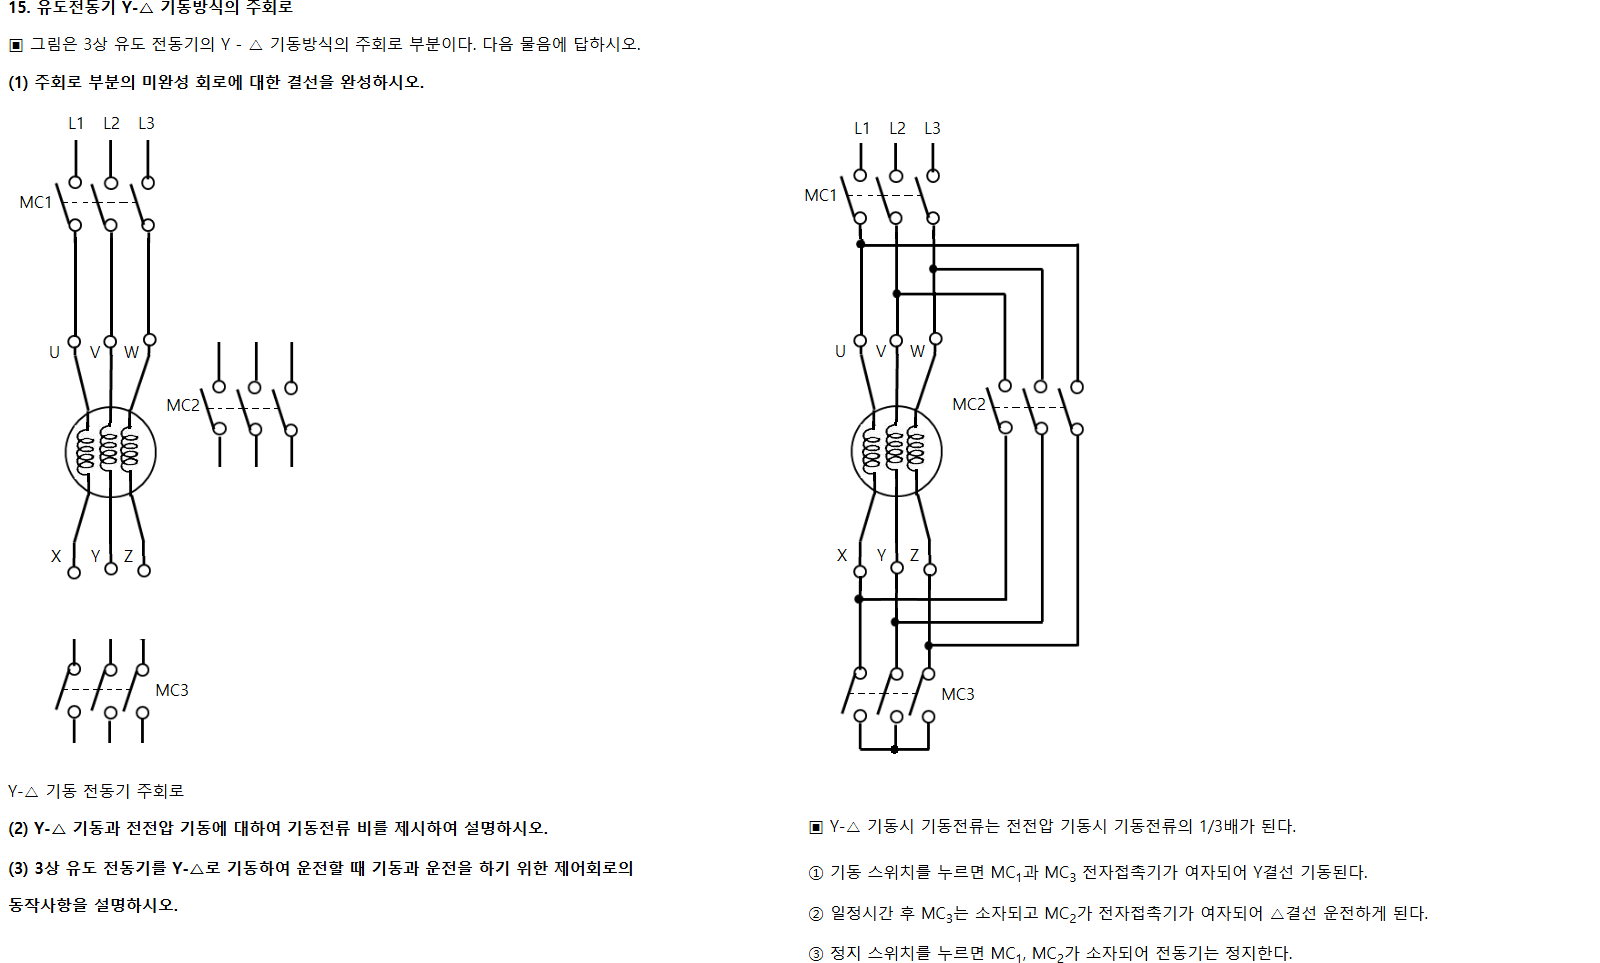 15. 유도전동기 Y-△ 기동방식의 주회로
▣ 그림은 3상 유도 전동기의 Y - △ 기동방식의 주회로 부분이다. 다음 물음에 답하시오.
(1) 주회로 부분의 미완성 회로에 대한 결선을 완성하시오.
L1 L2 L3
MC1
U V W
MC2
X Y Z
MC3
Y-△ 기동 전동기 주회로
(2) Y-△ 기동과 전전압 기동에 대하여 기동전류 비를 제시하여 설명하시오.
(3) 3상 유도 전동기를 Y-△로 기동하여 운전할 때 기동과 운전을 하기 위한 제어회로의
동작사항을 설명하시오.
L1 L2 L3
MC1
U V W
MC2
X Y Z
MC3
▣ Y-△ 기동시 기동전류는 전전압 기동시 기동전류의 1/3배가 된다.
① 기동 스위치를 누르면 MC₁과 MC₃ 전자접촉기가 여자되어 Y결선 기동된다.
② 일정시간 후 MC₃는 소자되고 MC₂가 전자접촉기가 여자되어 △결선 운전하게 된다.
③ 정지 스위치를 누르면 MC₁, MC₂가 소자되어 전동기는 정지한다.